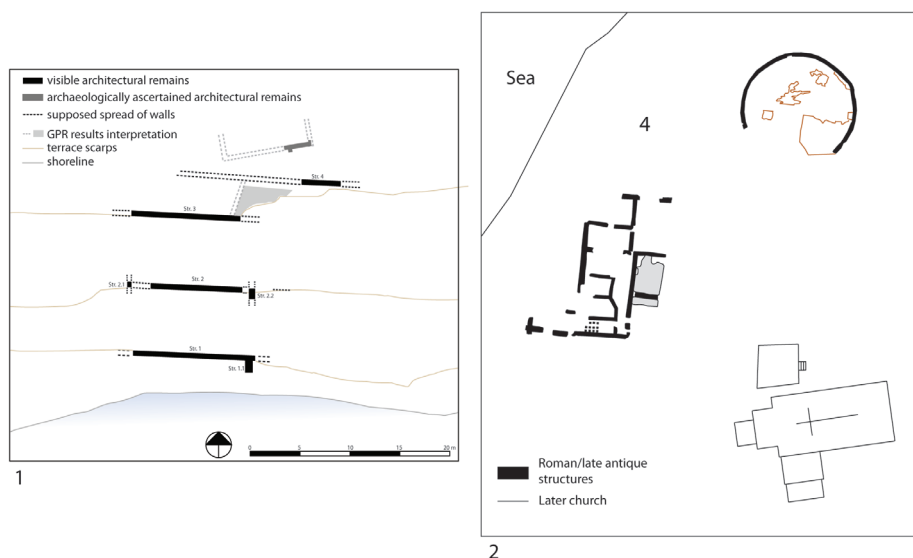 visible architectural remains
archaeologically ascertained architectural remains
supposed spread of walls
GPR results interpretation
terrace scarps
shoreline
Str. 4
Str. 3
Str. 2
Str. 2.1
Str. 2.2
Str. 1
Str. 1.1
0 5 10 15 20 m
1
Sea
4
Roman/late antique
structures
Later church
2